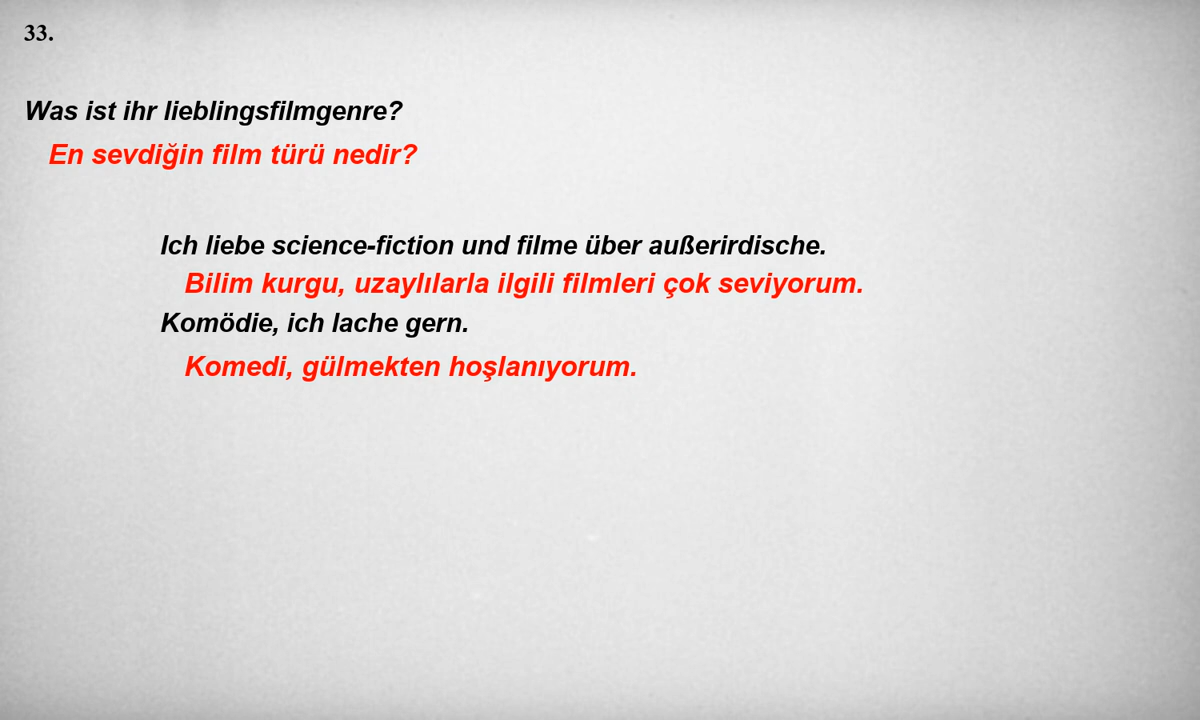 33.
Was ist ihr lieblingsfilmgenre?
En sevdiğin film türü nedir?
Ich liebe science-fiction und filme über außerirdische.
Bilim kurgu, uzaylılarla ilgili filmleri çok seviyorum.
Komödie, ich lache gern.
Komedi, gülmekten hoşlanıyorum.